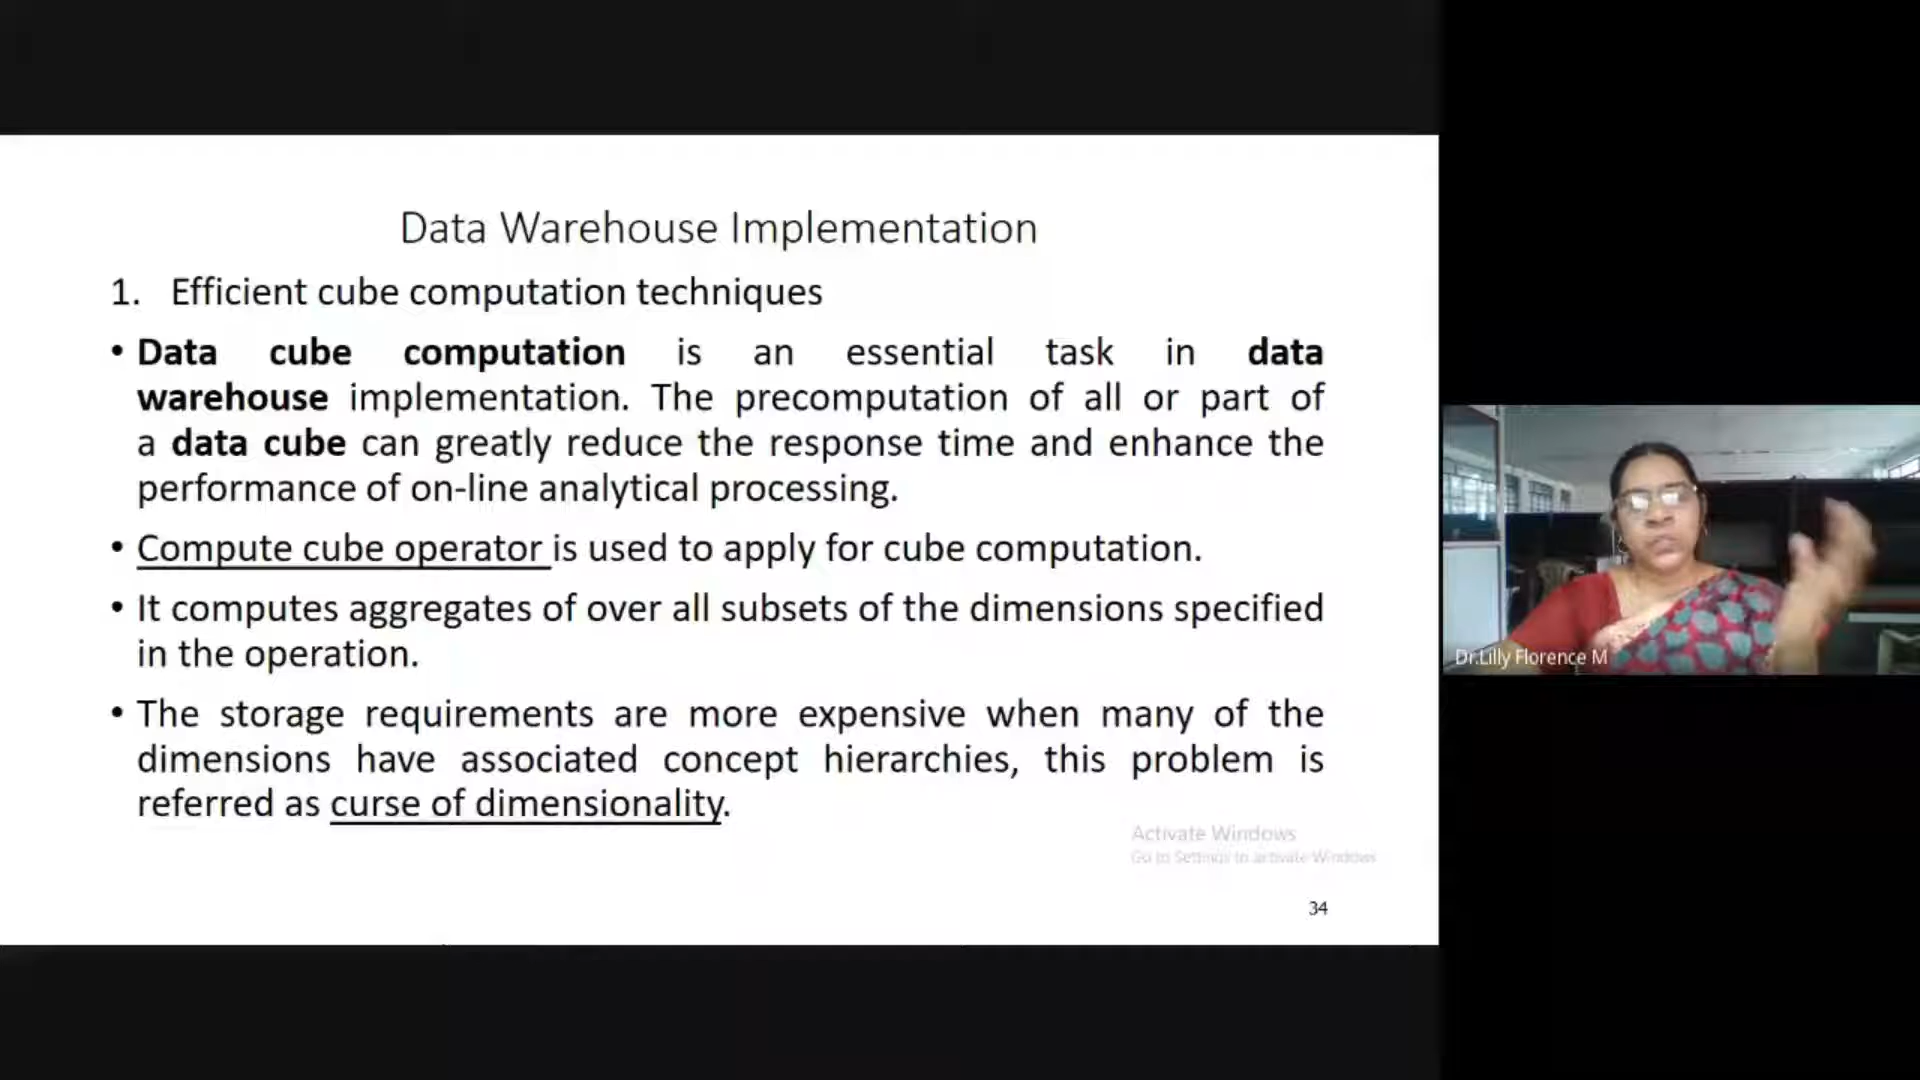 Data Warehouse Implementation
1. Efficient cube computation techniques
• Data cube computation is an essential task in data
warehouse implementation. The precomputation of all or part of
a data cube can greatly reduce the response time and enhance the
performance of on-line analytical processing.
• Compute cube operator is used to apply for cube computation.
• It computes aggregates of over all subsets of the dimensions specified
in the operation.
• The storage requirements are more expensive when many of the
dimensions have associated concept hierarchies, this problem is
referred as curse of dimensionality.
Activate Windows
Go to Settings to activate Windows
34
Dr.Lilly Florence M